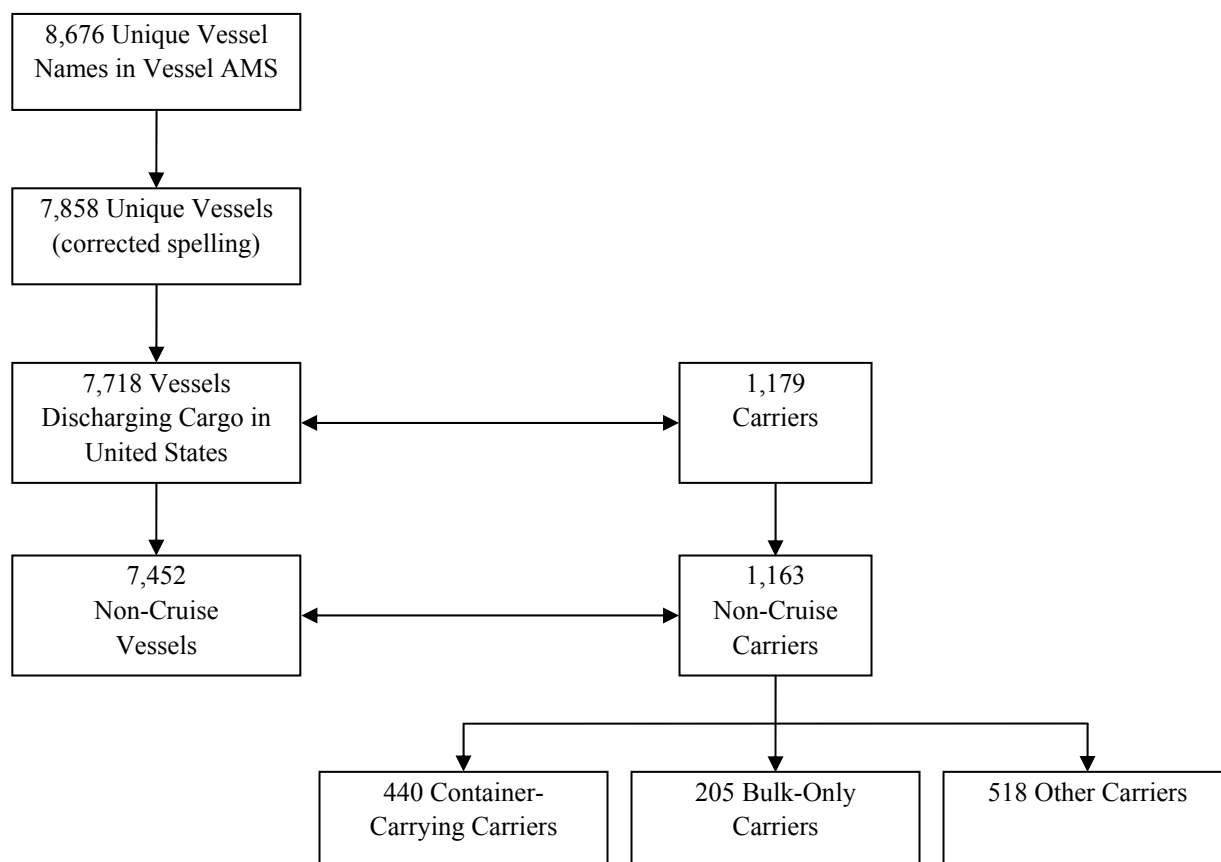 8,676 Unique Vessel
Names in Vessel AMS
7,858 Unique Vessels
(corrected spelling)
7,718 Vessels
Discharging Cargo in
United States
1,179
Carriers
7,452
Non-Cruise
Vessels
1,163
Non-Cruise
Carriers
440 Container-
Carrying Carriers
205 Bulk-Only
Carriers
518 Other Carriers